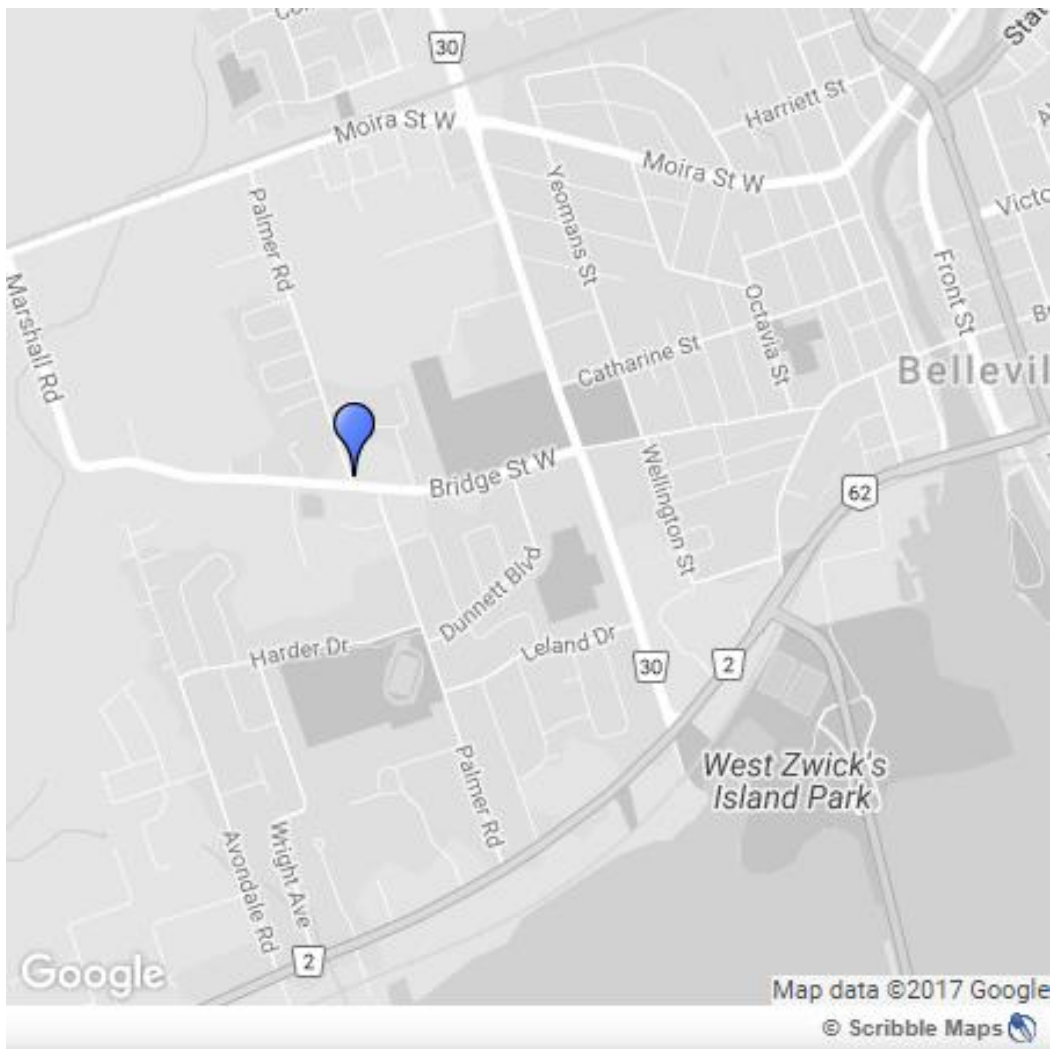 30
Moira St W
Harriett St
Moira St W
Palmer Rd
Yeomans St
Marshall Rd
Octavia St
Front St
Catharine St
Bridge St W
Wellington St
62
Dunnett Blvd
Harder Dr
Leland Dr
30
2
West Zwick's
Island Park
Palmer Rd
Avondale Rd
Wright Ave
2
Google
Map data ©2017 Google
© Scribble Maps